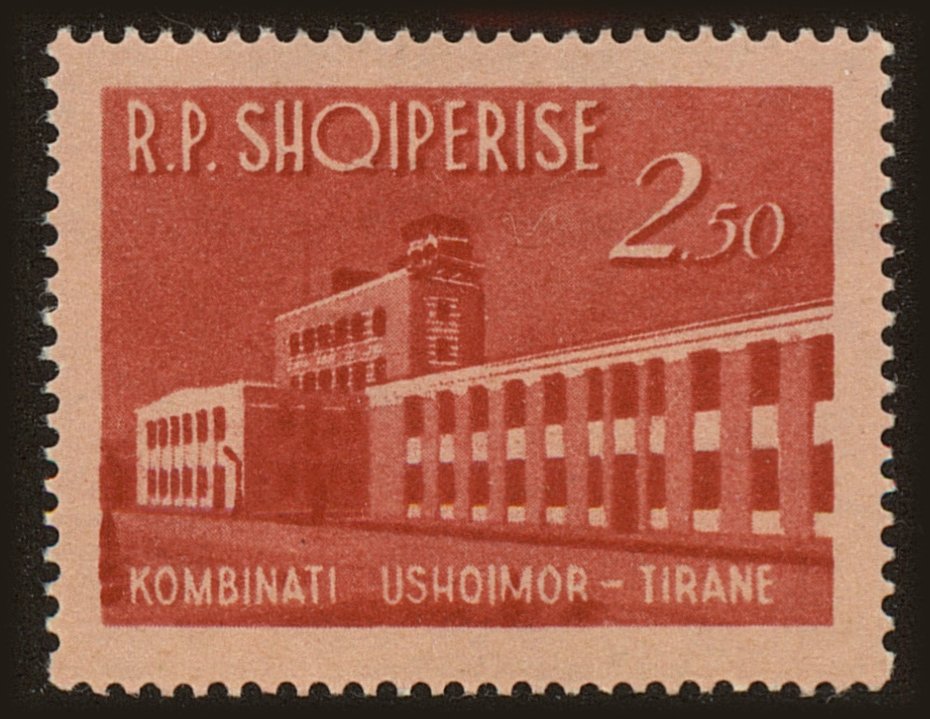 R.P. SHQIPERISE
2.50
KOMBINATI USHQIMOR - TIRANE